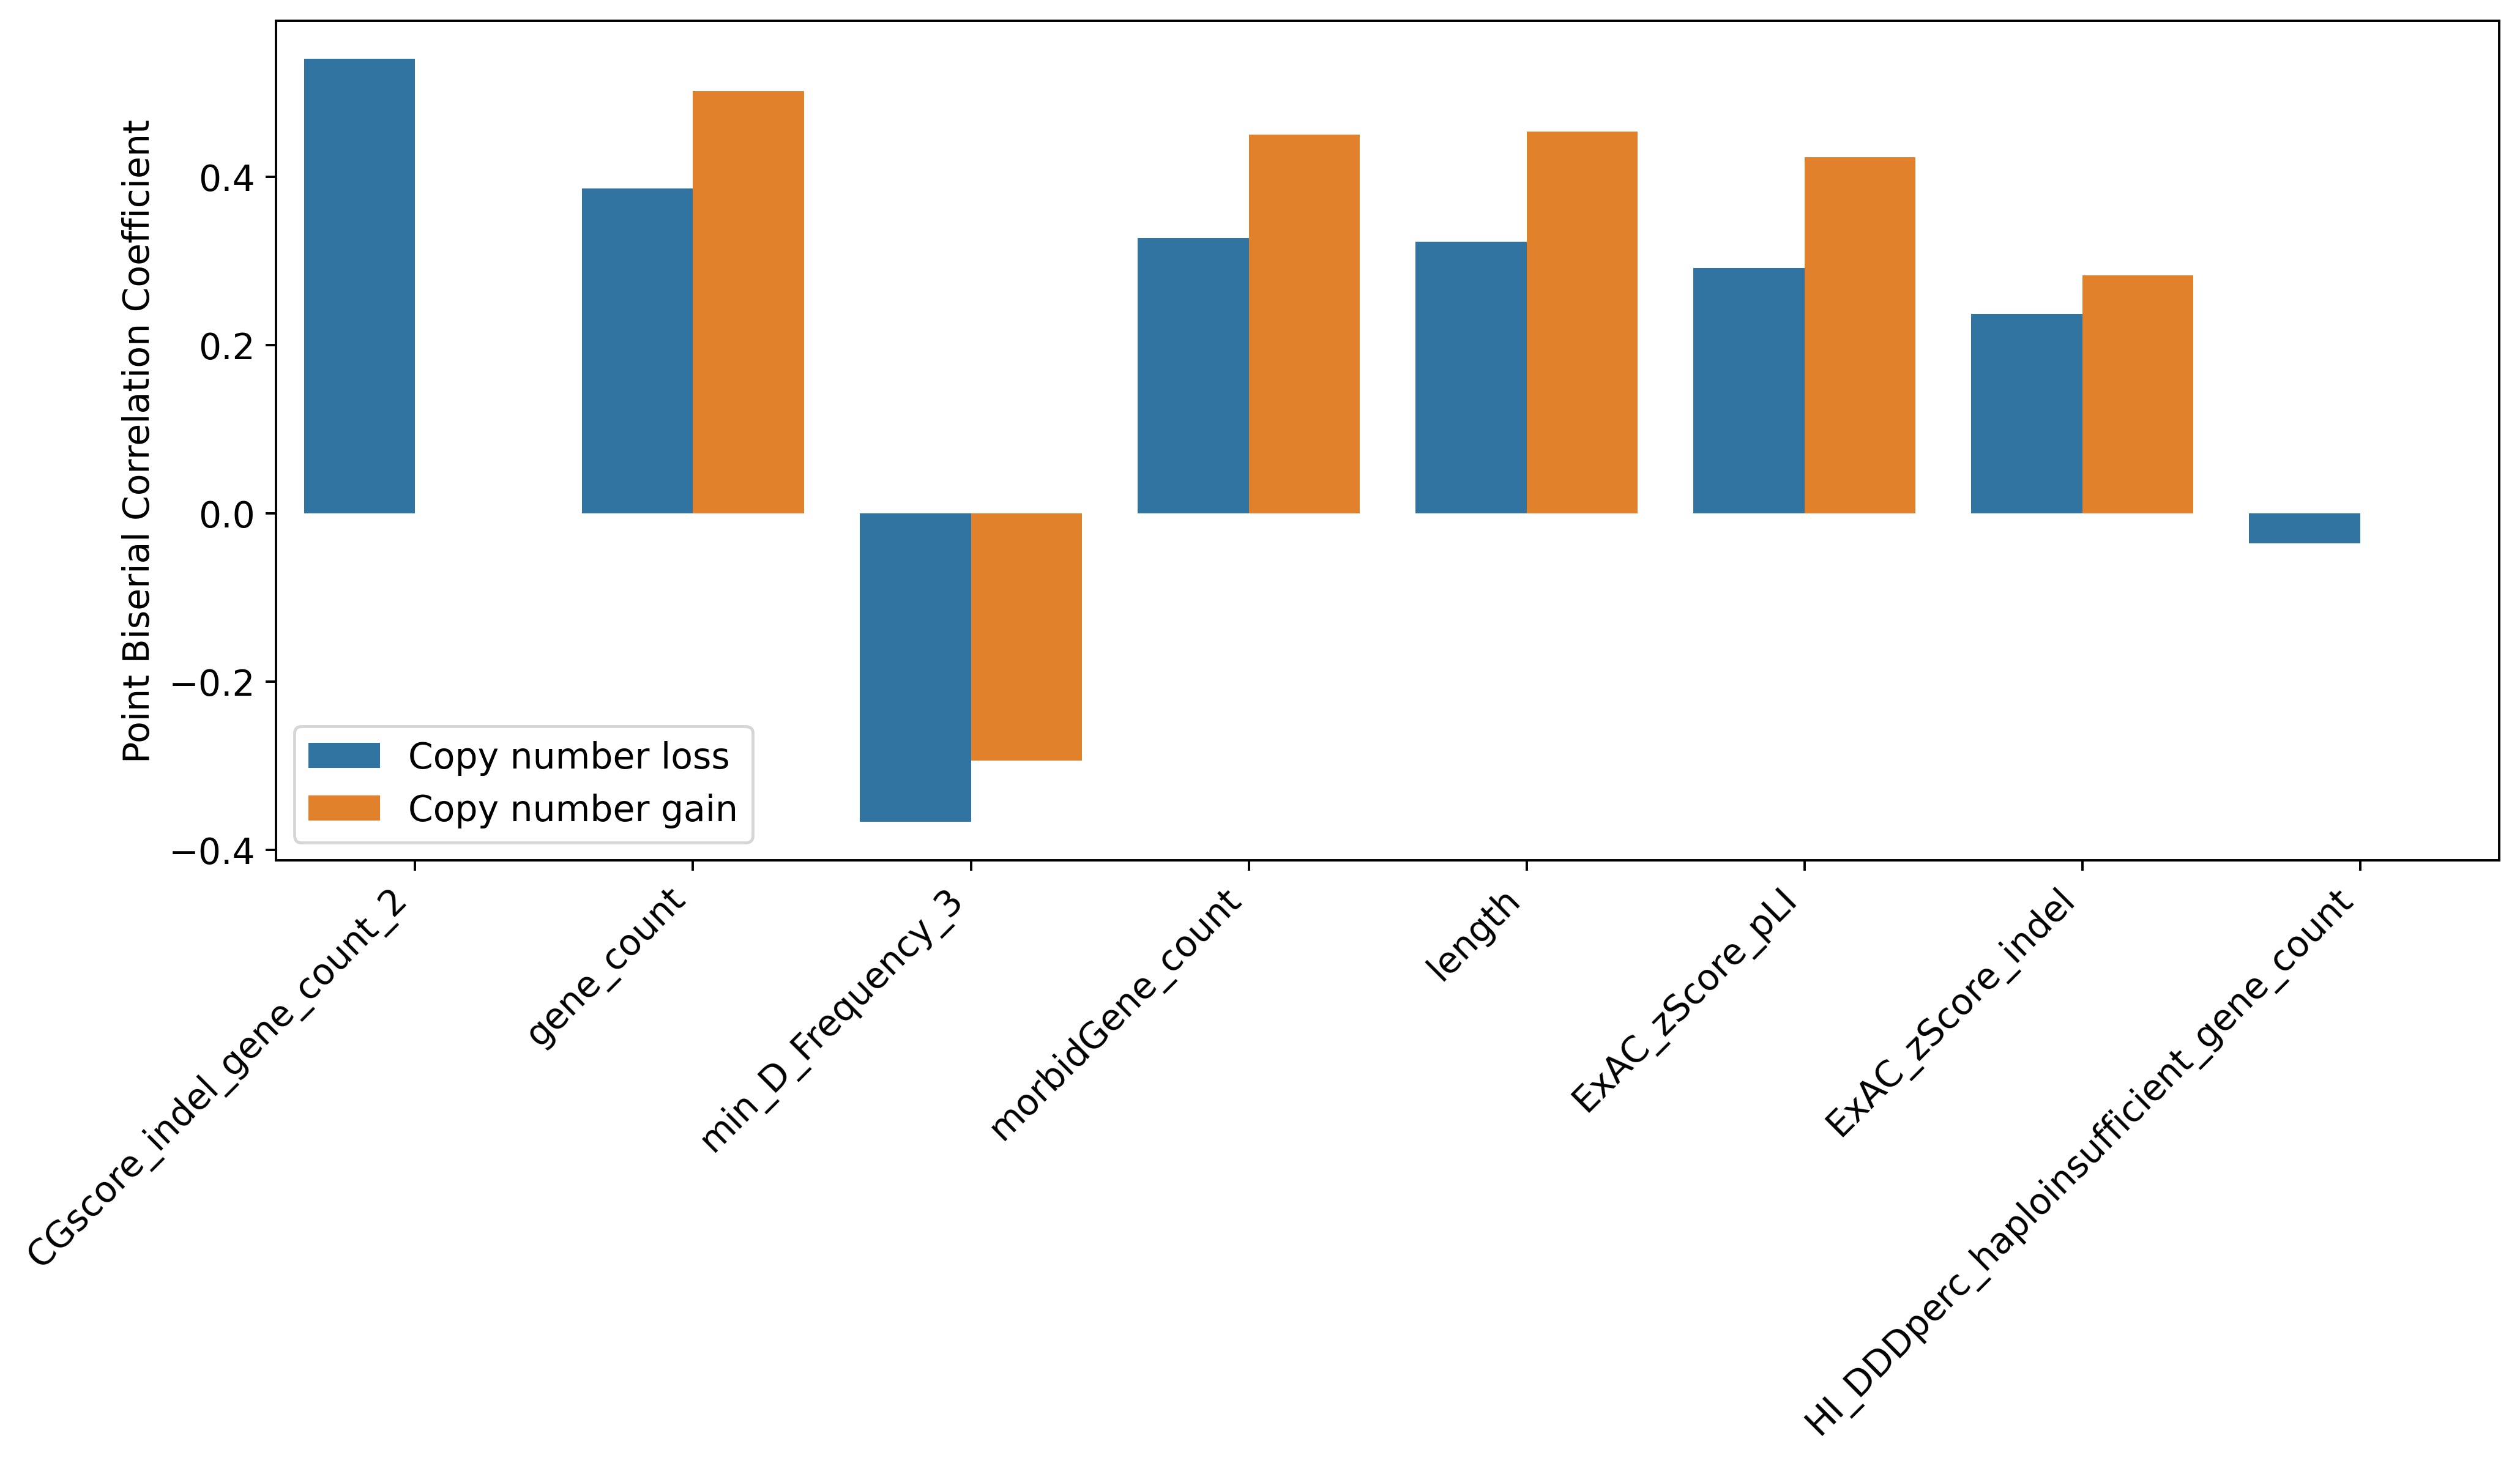 Point Biserial Correlation Coefficient
0.4
0.2
0.0
−0.2
−0.4
Copy number loss
Copy number gain
CGscore_indel_gene_count_2
gene_count
min_D_Frequency_3
morbidGene_count
length
ExAC_zScore_pLI
ExAC_zScore_indel
HI_DDDperc_haploinsufficient_gene_count